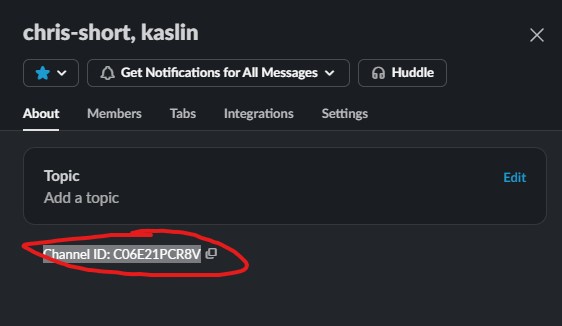 chris-short, kaslin
Get Notifications for All Messages
Huddle
About Members Tabs Integrations Settings
Topic
Edit
Add a topic
Channel ID: C06E21PCR8V